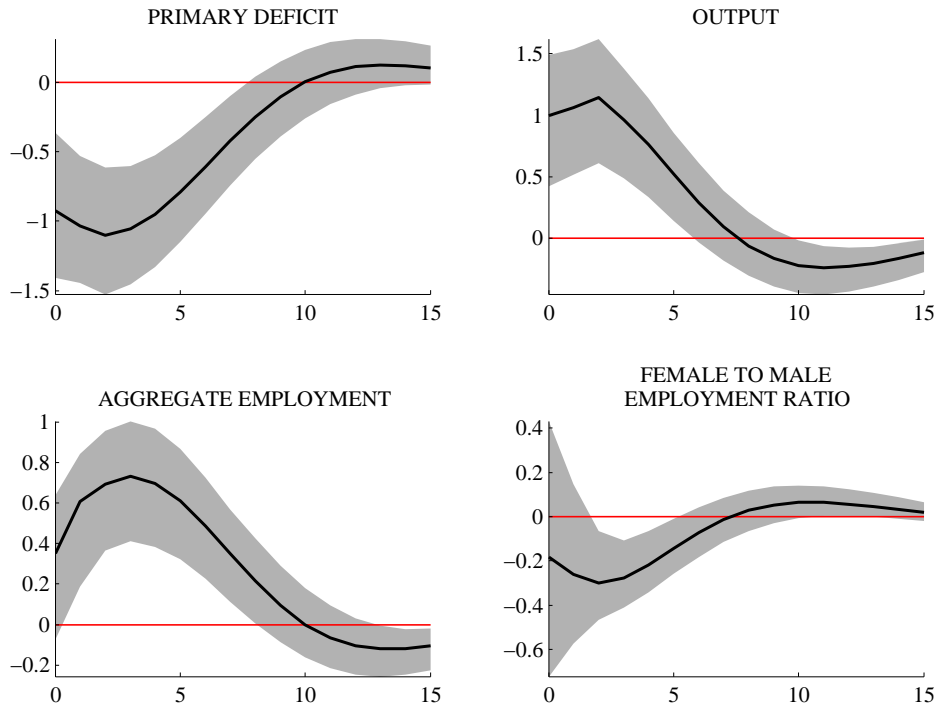 PRIMARY DEFICIT
0
−0.5
−1
−1.5
0 5 10 15
OUTPUT
1.5
1
0.5
0
0 5 10 15
AGGREGATE EMPLOYMENT
1
0.8
0.6
0.4
0.2
0
−0.2
0 5 10 15
FEMALE TO MALE
EMPLOYMENT RATIO
0.4
0.2
0
−0.2
−0.4
−0.6
0 5 10 15